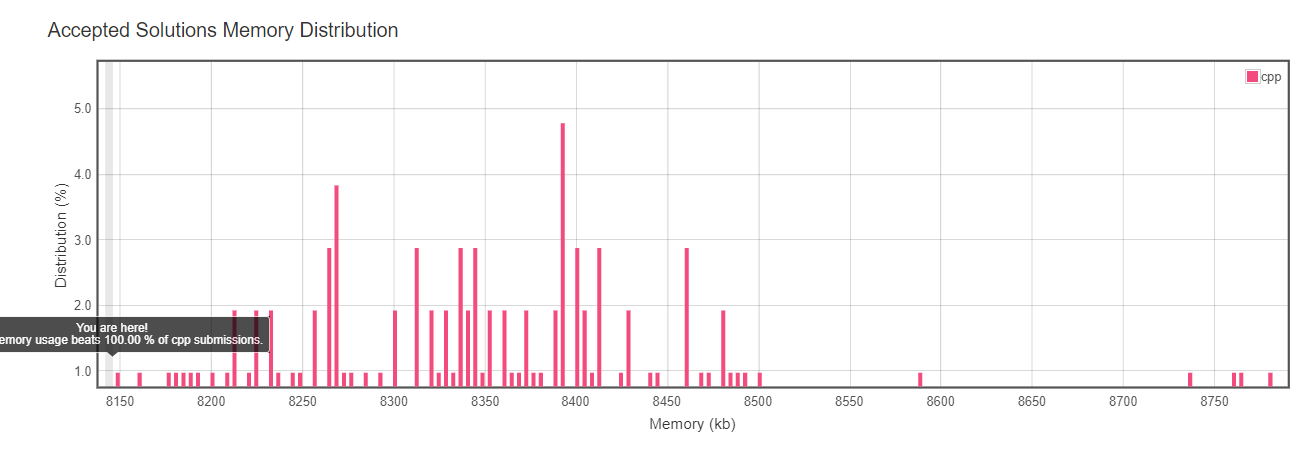 Accepted Solutions Memory Distribution
cpp
5.0
4.0
3.0
2.0
1.0
Distribution (%)
You are here!
emory usage beats 100.00 % of cpp submissions.
8150 8200 8250 8300 8350 8400 8450 8500 8550 8600 8650 8700 8750
Memory (kb)